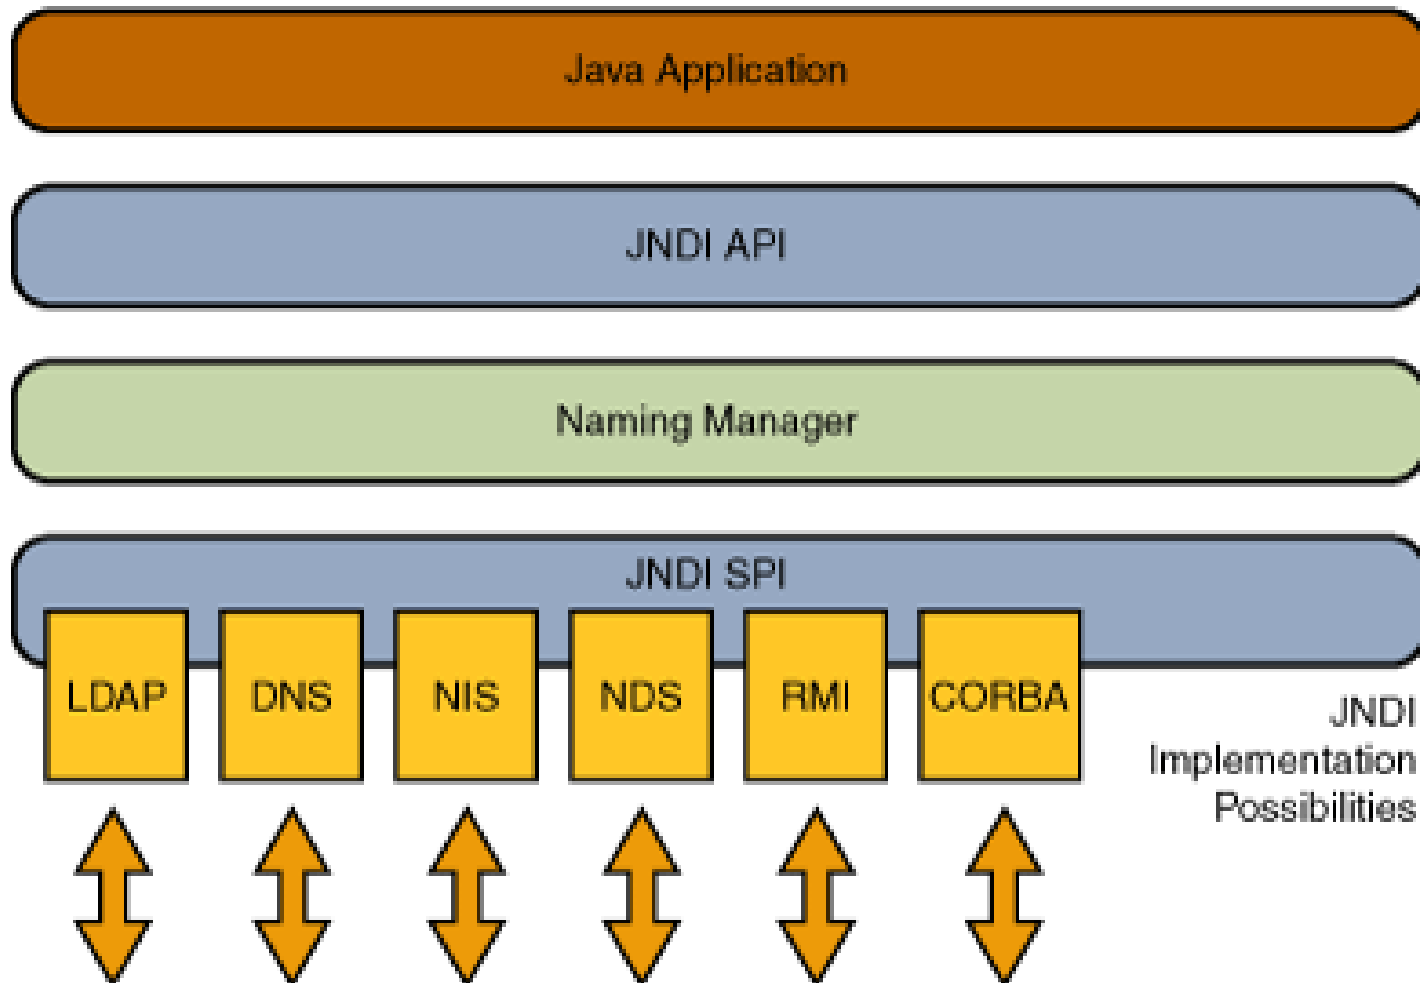 Java Application
JNDI API
Naming Manager
JNDI SPI
LDAP
DNS
NIS
NDS
RMI
CORBA
JNDI
Implementation
Possibilities